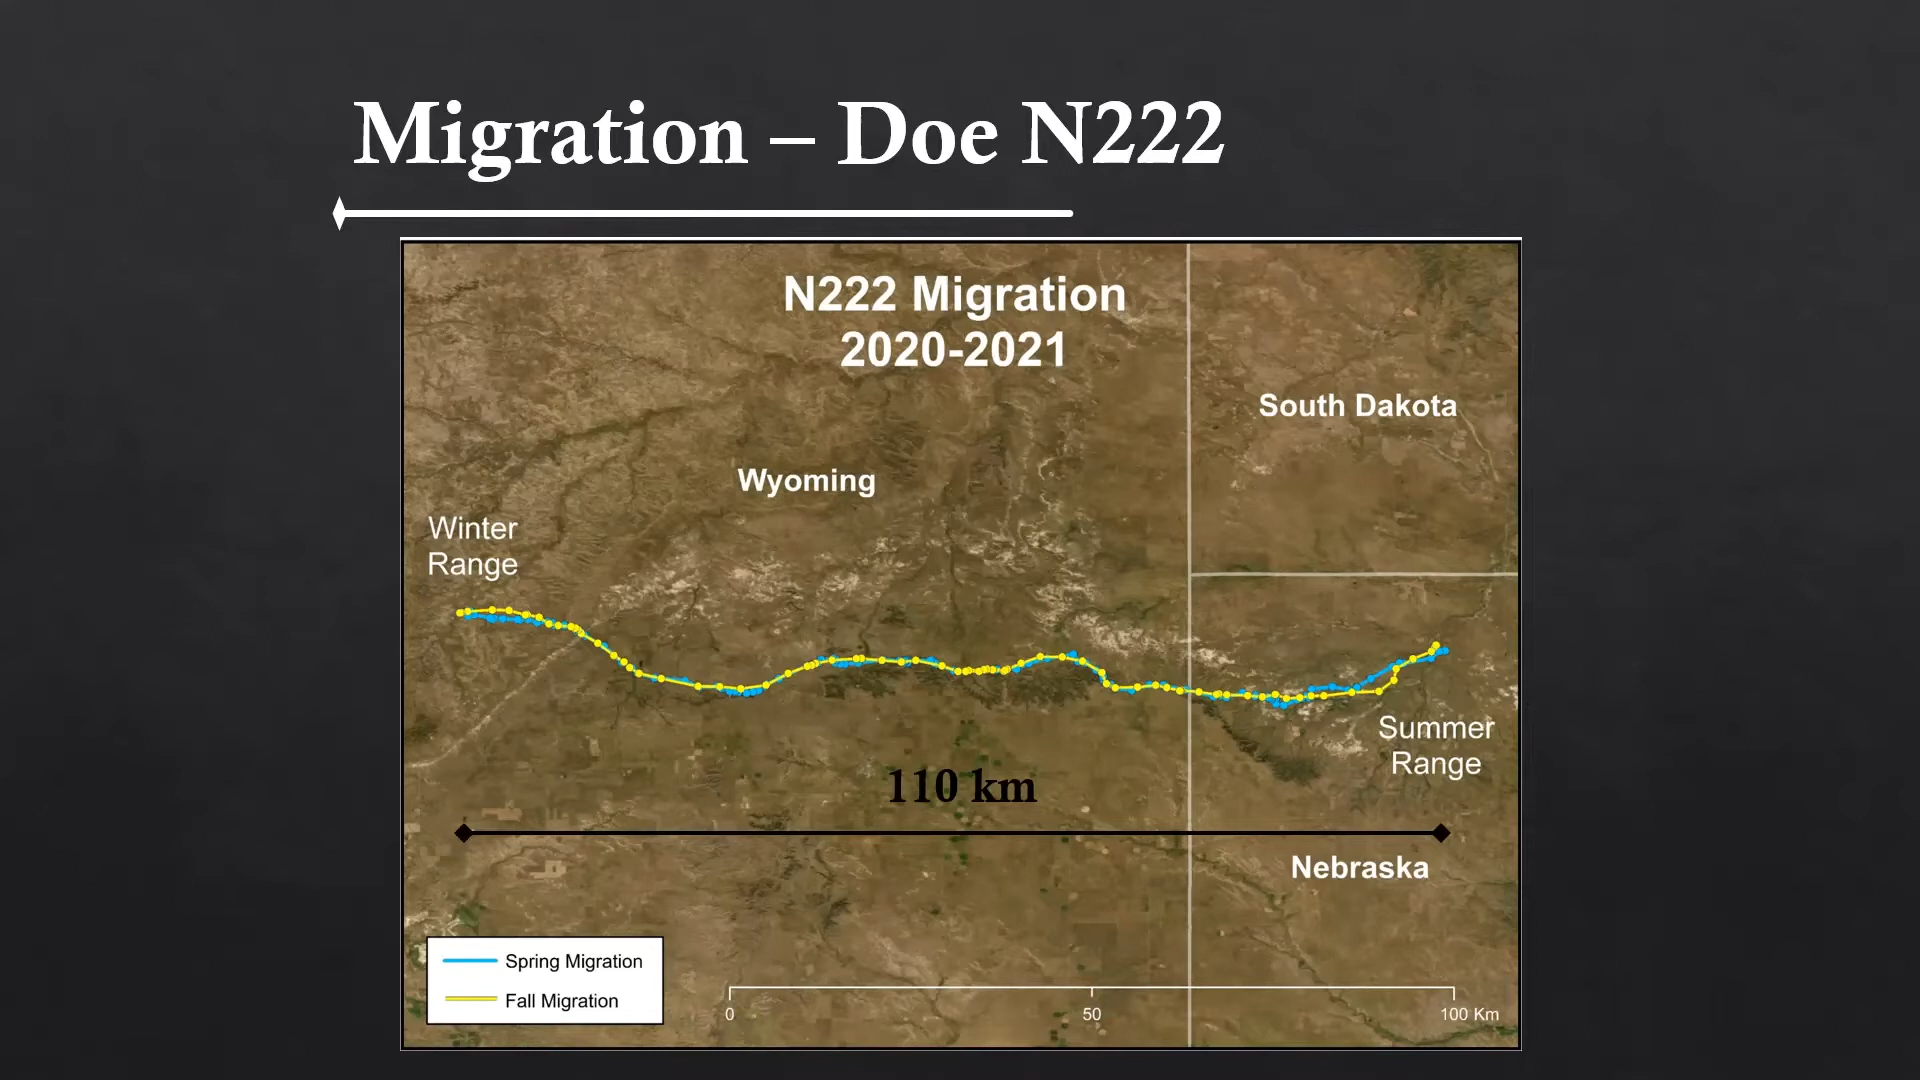 Migration – Doe N222
N222 Migration
2020-2021
South Dakota
Wyoming
Winter
Range
Summer
Range
110 km
Nebraska
Spring Migration
Fall Migration
0
50
100 Km